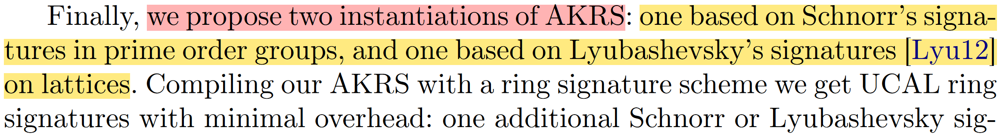 Finally, we propose two instantiations of AKRS: one based on Schnorr's signa-
tures in prime order groups, and one based on Lyubashevsky's signatures [Lyu12]
on lattices. Compiling our AKRS with a ring signature scheme we get UCAL ring
signatures with minimal overhead: one additional Schnorr or Lyubashevsky sig-